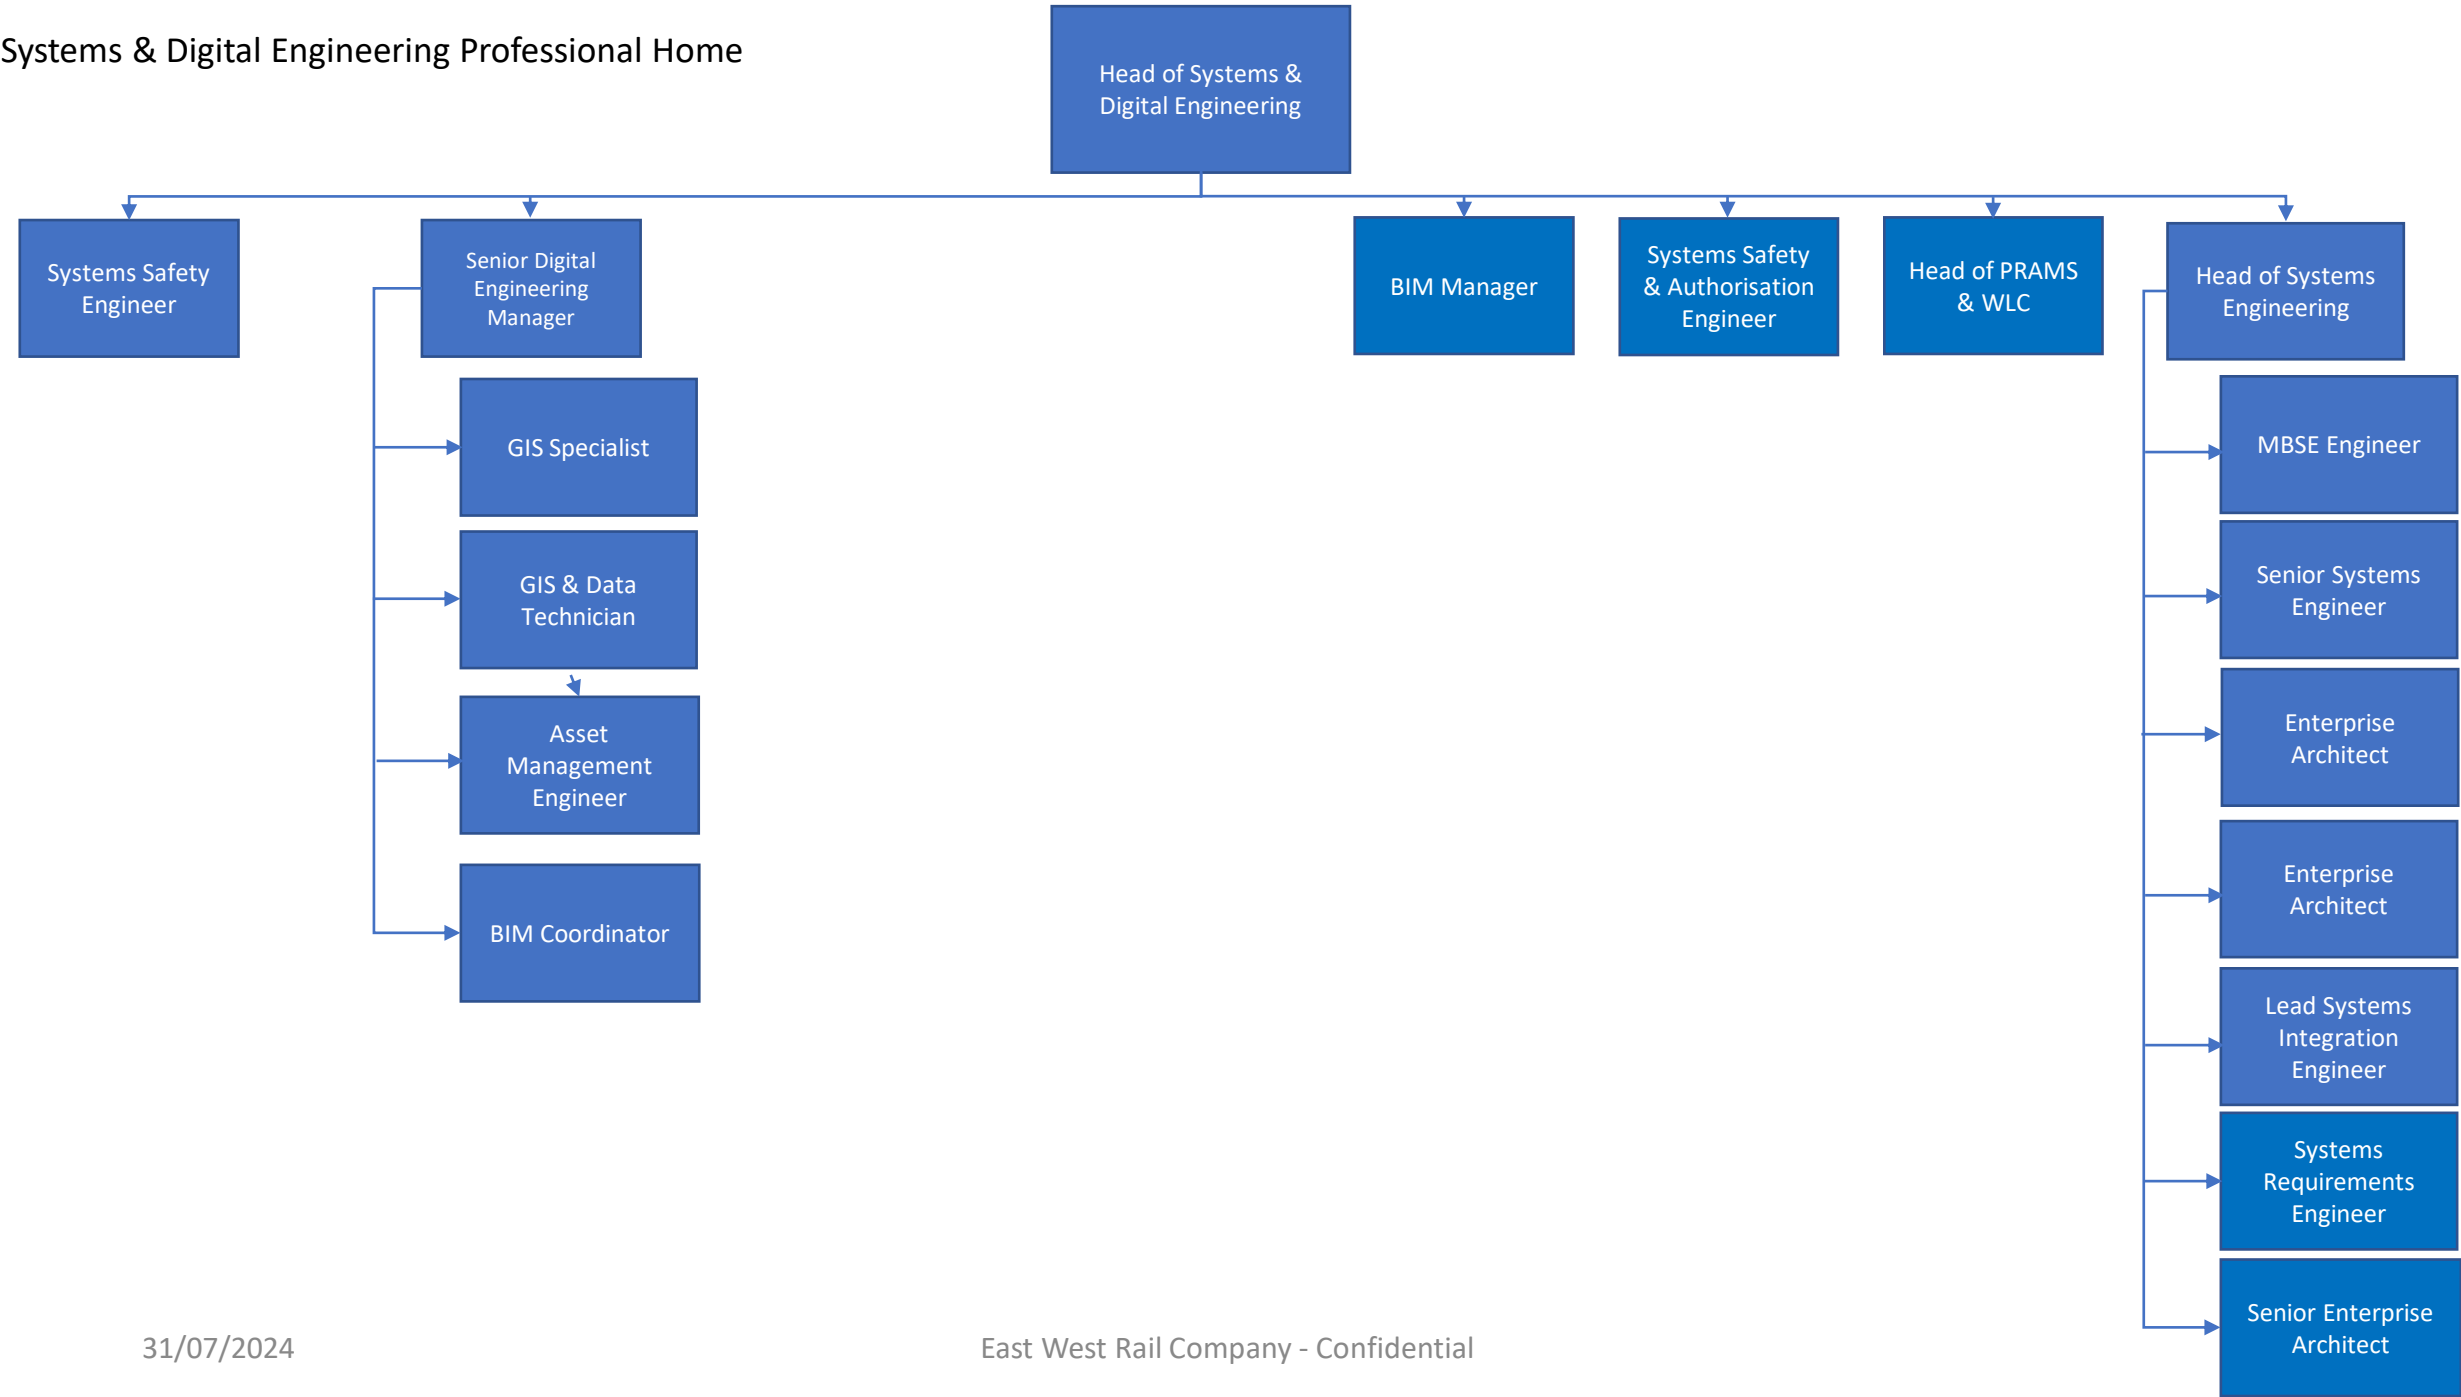 Systems & Digital Engineering Professional Home
Head of Systems &
Digital Engineering
Systems Safety
Engineer
Senior Digital
Engineering
Manager
BIM Manager
Systems Safety
& Authorisation
Engineer
Head of PRAMS
& WLC
Head of Systems
Engineering
GIS Specialist
GIS & Data
Technician
Asset
Management
Engineer
BIM Coordinator
MBSE Engineer
Senior Systems
Engineer
Enterprise
Architect
Enterprise
Architect
Lead Systems
Integration
Engineer
Systems
Requirements
Engineer
Senior Enterprise
Architect
31/07/2024
East West Rail Company - Confidential